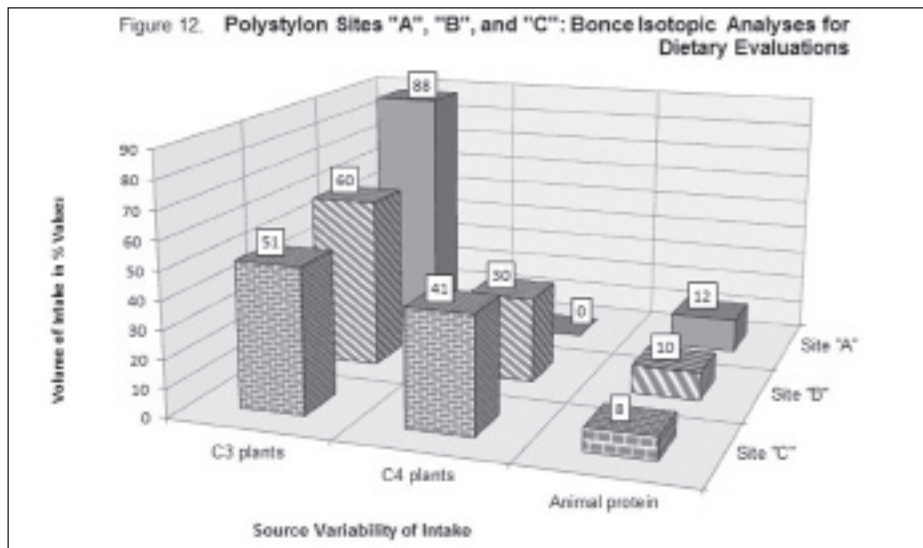 Figure 12. Polystylon Sites "A", "B", and "C": Bonce Isotopic Analyses for
Dietary Evaluations
88
90
80
70
60
50
40
30
20
10
0
60
51
41
30
0
12
10
8
Volume of Intake in % Values
Site "A"
Site "B"
Site "C"
C3 plants
C4 plants
Animal protein
Source Variability of Intake